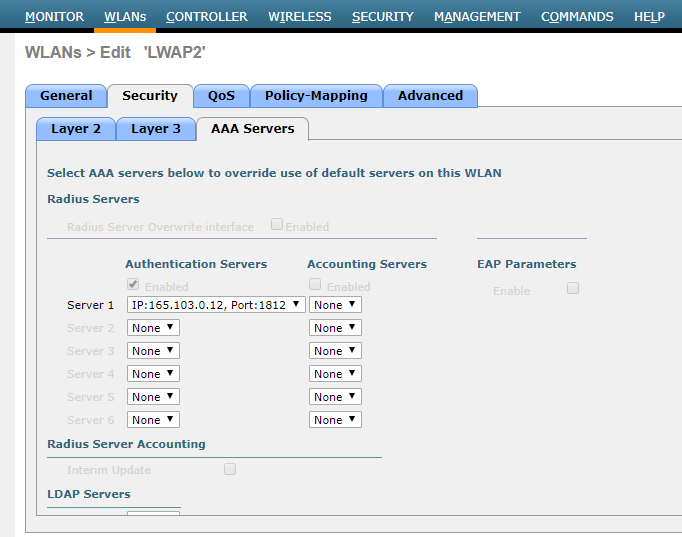 MONITOR WLANs CONTROLLER WIRELESS SECURITY MANAGEMENT COMMANDS HELP
WLANs > Edit 'LWAP2'
General Security QoS Policy-Mapping Advanced
Layer 2 Layer 3 AAA Servers
Select AAA servers below to override use of default servers on this WLAN
Radius Servers
Radius Server Overwrite interface Enabled
Authentication Servers Accounting Servers EAP Parameters
Enabled Enabled Enable
Server 1 IP:165.103.0.12, Port:1812 None
Server 2 None None
Server 3 None None
Server 4 None None
Server 5 None None
Server 6 None None
Radius Server Accounting
Interim Update
LDAP Servers